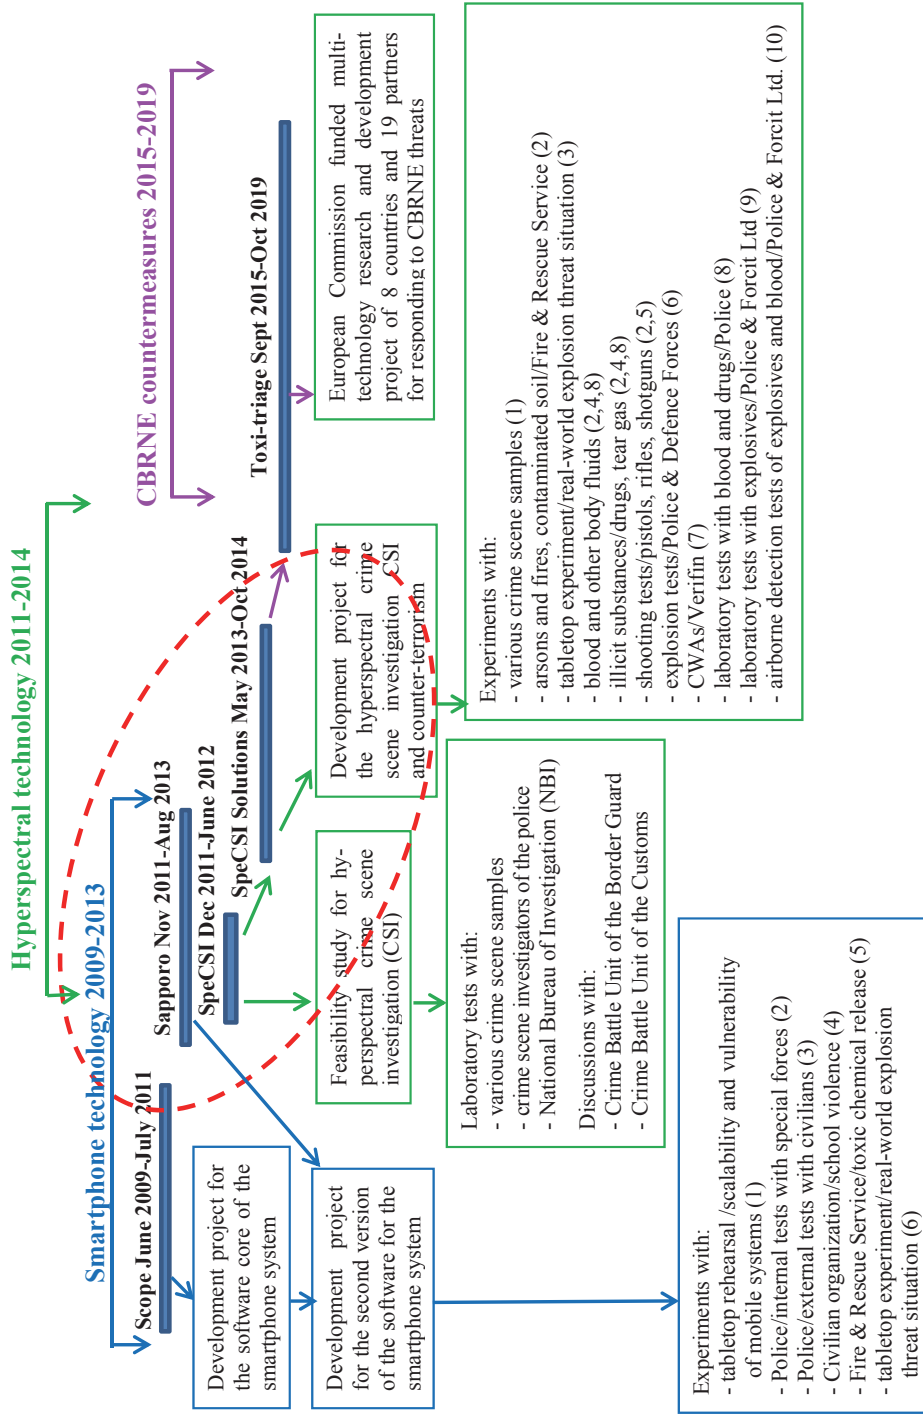 Hyperspectral technology 2011-2014
Smartphone technology 2009-2013
CBRNE countermeasures 2015-2019
Scope June 2009-July 2011
Sapporo Nov 2011-Aug 2013
SpeCSI Dec 2011-June 2012
SpeCSI Solutions May 2013-Oct 2014
Toxi-triage Sept 2015-Oct 2019
Development project for
the software core of the
smartphone system
Development project
for the second version
of the software for the
smartphone system
Feasibility study for hy-
perspectral crime scene
investigation (CSI)
Development project for
the hyperspectral crime
scene investigation CSI
and counter-terrorism
European Commission funded multi-
technology research and development
project of 8 countries and 19 partners
for responding to CBRNE threats
Experiments with:
- tabletop rehearsal /scalability and vulnerability
of mobile systems (1)
- Police/internal tests with special forces (2)
- Police/external tests with civilians (3)
- Civilian organization/school violence (4)
- Fire & Rescue Service/toxic chemical release (5)
- tabletop experiment/real-world explosion
threat situation (6)
Laboratory tests with:
- various crime scene samples
- crime scene investigators of the police
- National Bureau of Investigation (NBI)
Discussions with:
- Crime Battle Unit of the Border Guard
- Crime Battle Unit of the Customs
Experiments with:
- various crime scene samples (1)
- arsons and fires, contaminated soil/Fire & Rescue Service (2)
- tabletop experiment/real-world explosion threat situation (3)
- blood and other body fluids (2,4,8)
- illicit substances/drugs, tear gas (2,4,8)
- shooting tests/pistols, rifles, shotguns (2,5)
- explosion tests/Police & Defence Forces (6)
- CWAs/Verifin (7)
- laboratory tests with blood and drugs/Police (8)
- laboratory tests with explosives/Police & Forcit Ltd (9)
- airborne detection tests of explosives and blood/Police & Forcit Ltd. (10)